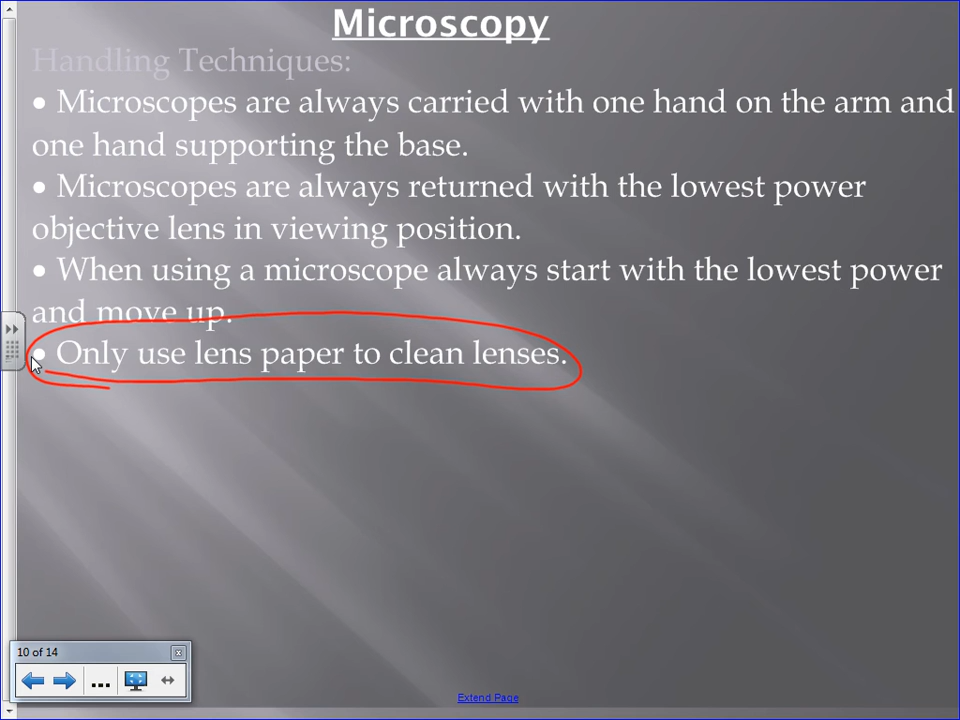 Microscopy
Handling Techniques:
• Microscopes are always carried with one hand on the arm and
one hand supporting the base.
• Microscopes are always returned with the lowest power
objective lens in viewing position.
• When using a microscope always start with the lowest power
and move up.
• Only use lens paper to clean lenses.
10 of 14
Extend Page